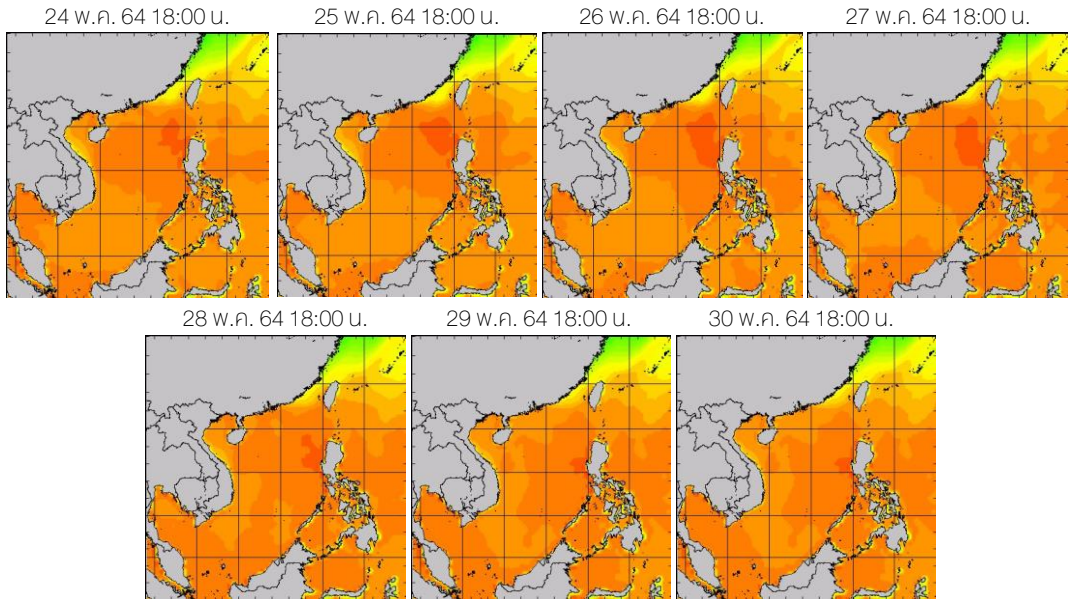 24 พ.ค. 64 18:00 น.
25 พ.ค. 64 18:00 น.
26 พ.ค. 64 18:00 น.
27 พ.ค. 64 18:00 น.
28 พ.ค. 64 18:00 น.
29 พ.ค. 64 18:00 น.
30 พ.ค. 64 18:00 น.